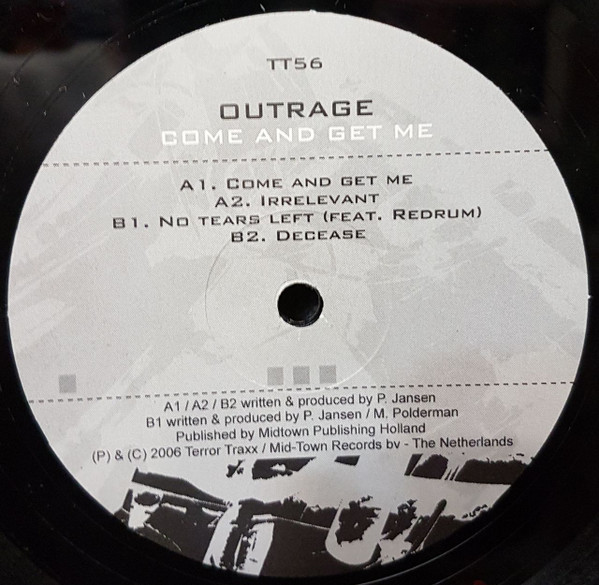 TT56
OUTRAGE
COME AND GET ME
A1. COME AND GET ME
A2. IRRELEVANT
B1. NO TEARS LEFT (FEAT. REDRUM)
B2. DECEASE
A1 / A2 / B2 written & produced by P. Jansen
B1 written & produced by P. Jansen / M. Polderman
Published by Midtown Publishing Holland
(P) & (C) 2006 Terror Traxx / Mid-Town Records bv - The Netherlands